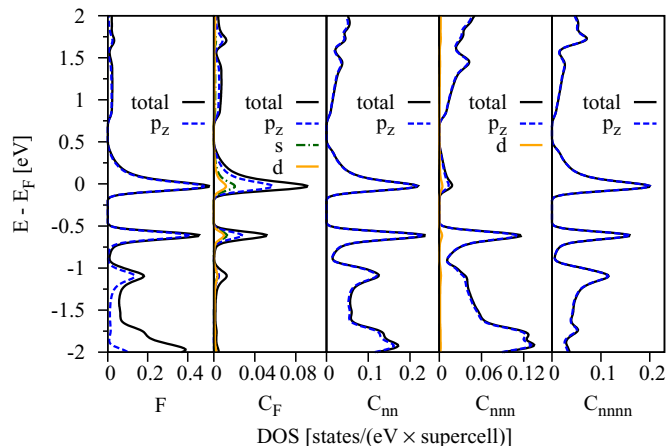 2
1.5
1
0.5
0
-0.5
-1
-1.5
-2
E - E_F [eV]
total
p_z
total
p_z
s
d
total
p_z
total
p_z
d
total
p_z
0 0.2 0.4
0 0.04 0.08
0 0.1 0.2
0 0.06 0.12
0 0.1 0.2
F C_F C_nn C_nnn C_nnnn
DOS [states/(eV × supercell)]